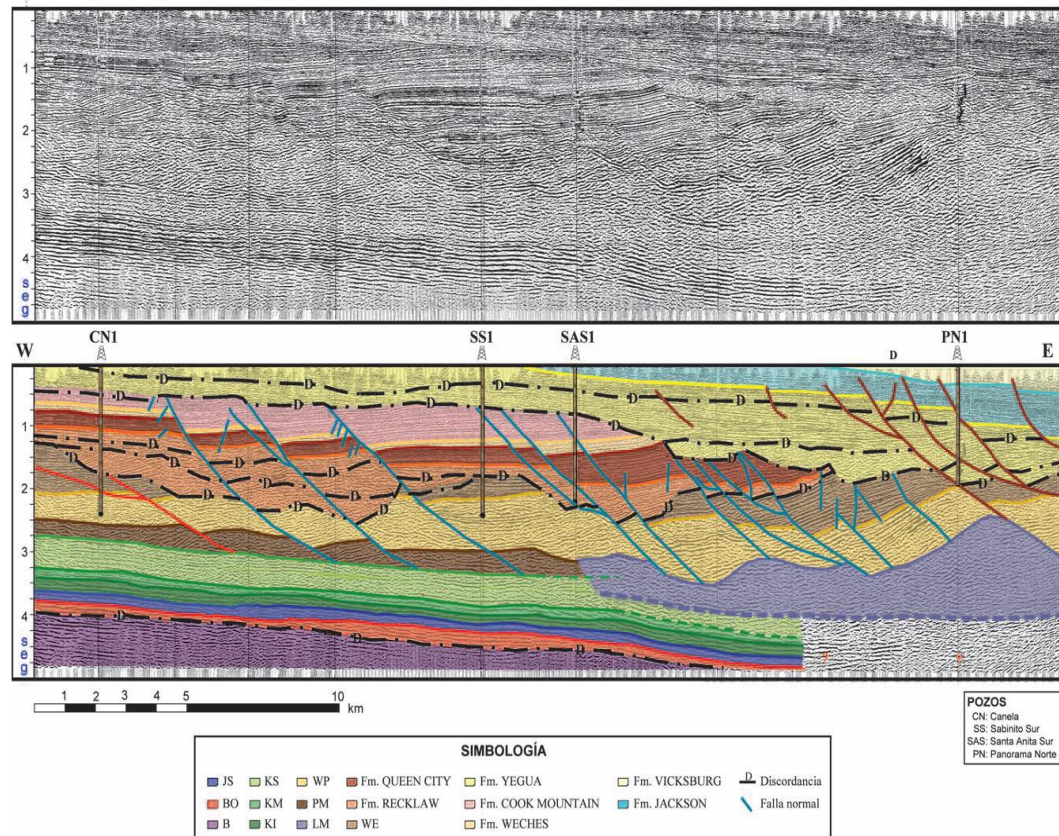 1
2
3
4
s
e
g
CN1 SS1 SAS1 PN1
W D E
D D D
D D
D
D
1 D D D
D D D D
D D D
2 D D D D D
D D
D
3
4 D
D
s D
e
g
1 2 3 4 5 10
km
POZOS
CN: Canela
SS: Sabinito Sur
SAS: Santa Anita Sur
PN: Panorama Norte
SIMBOLOGÍA
JS KS WP Fm. QUEEN CITY Fm. YEGUA Fm. VICKSBURG D Discordancia
BO KM PM Fm. RECKLAW Fm. COOK MOUNTAIN Fm. JACKSON Falla normal
B KI LM WE Fm. WECHES